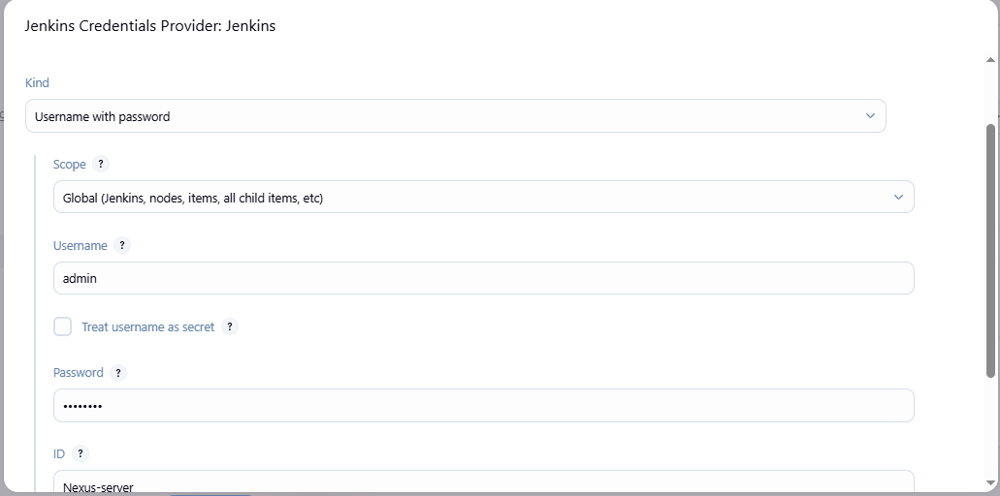 Jenkins Credentials Provider: Jenkins
Kind
Username with password
Scope ?
Global (Jenkins, nodes, items, all child items, etc)
Username ?
admin
Treat username as secret ?
Password ?
••••••••
ID ?
Nexus-server